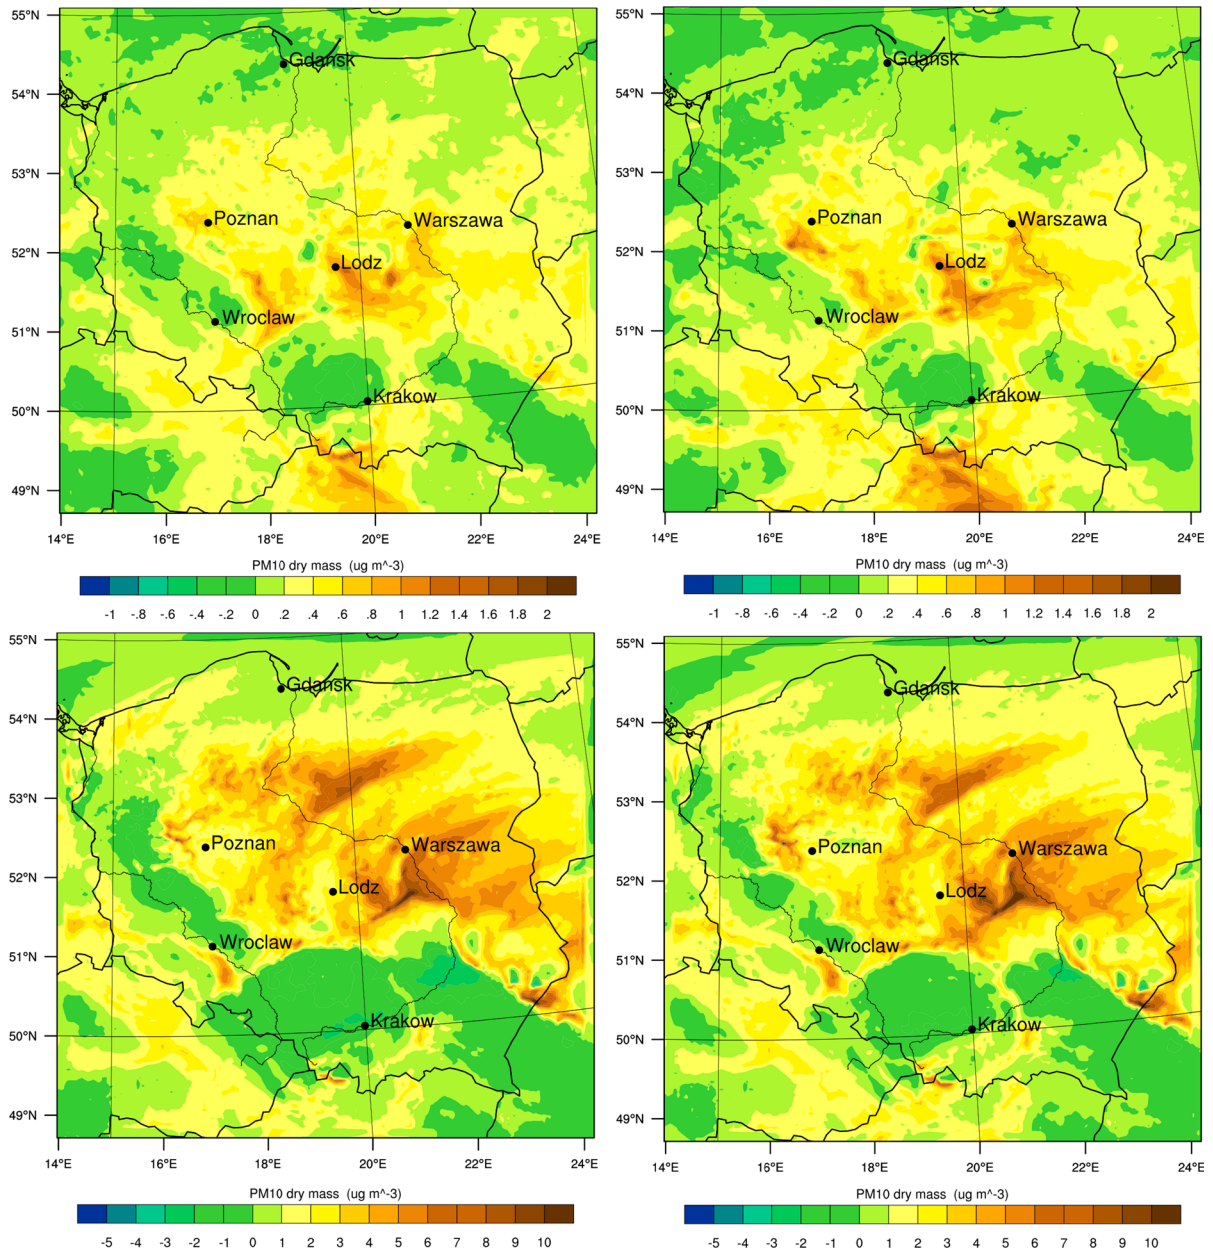 55°N
54°N
53°N
52°N
51°N
50°N
49°N
14°E 16°E 18°E 20°E 22°E 24°E
Gdansk
Poznan
Warszawa
Lodz
Wroclaw
Krakow
PM10 dry mass (ug m^-3)
-1 -.8 -.6 -.4 -.2 0 .2 .4 .6 .8 1 1.2 1.4 1.6 1.8 2
55°N
54°N
53°N
52°N
51°N
50°N
49°N
14°E 16°E 18°E 20°E 22°E 24°E
Gdansk
Poznan
Warszawa
Lodz
Wroclaw
Krakow
PM10 dry mass (ug m^-3)
-1 -.8 -.6 -.4 -.2 0 .2 .4 .6 .8 1 1.2 1.4 1.6 1.8 2
55°N
54°N
53°N
52°N
51°N
50°N
49°N
14°E 16°E 18°E 20°E 22°E 24°E
Gdansk
Poznan
Warszawa
Lodz
Wroclaw
Krakow
PM10 dry mass (ug m^-3)
-5 -4 -3 -2 -1 0 1 2 3 4 5 6 7 8 9 10
55°N
54°N
53°N
52°N
51°N
50°N
49°N
14°E 16°E 18°E 20°E 22°E 24°E
Gdansk
Poznan
Warszawa
Lodz
Wroclaw
Krakow
PM10 dry mass (ug m^-3)
-5 -4 -3 -2 -1 0 1 2 3 4 5 6 7 8 9 10